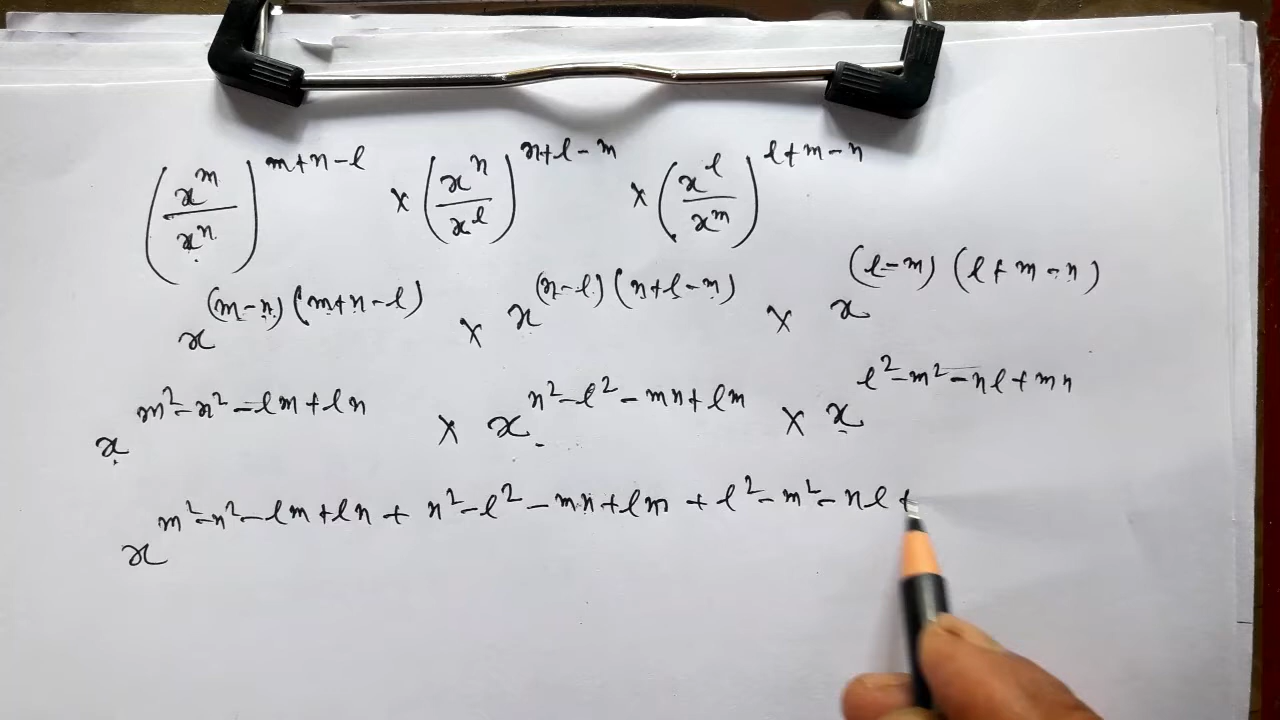 (x^m/x^n)^(m+n-l) × (x^n/x^l)^(n+l-m) × (x^l/x^m)^(l+m-n)
x^(m-n)(m+n-l) × x^(n-l)(n+l-m) × x^(l-m)(l+m-n)
x^(m²-n²-lm+ln) × x^(n²-l²-mn+lm) × x^(l²-m²-nl+mn)
x^(m²-n²-lm+ln+n²-l²-mn+lm+l²-m²-nl+